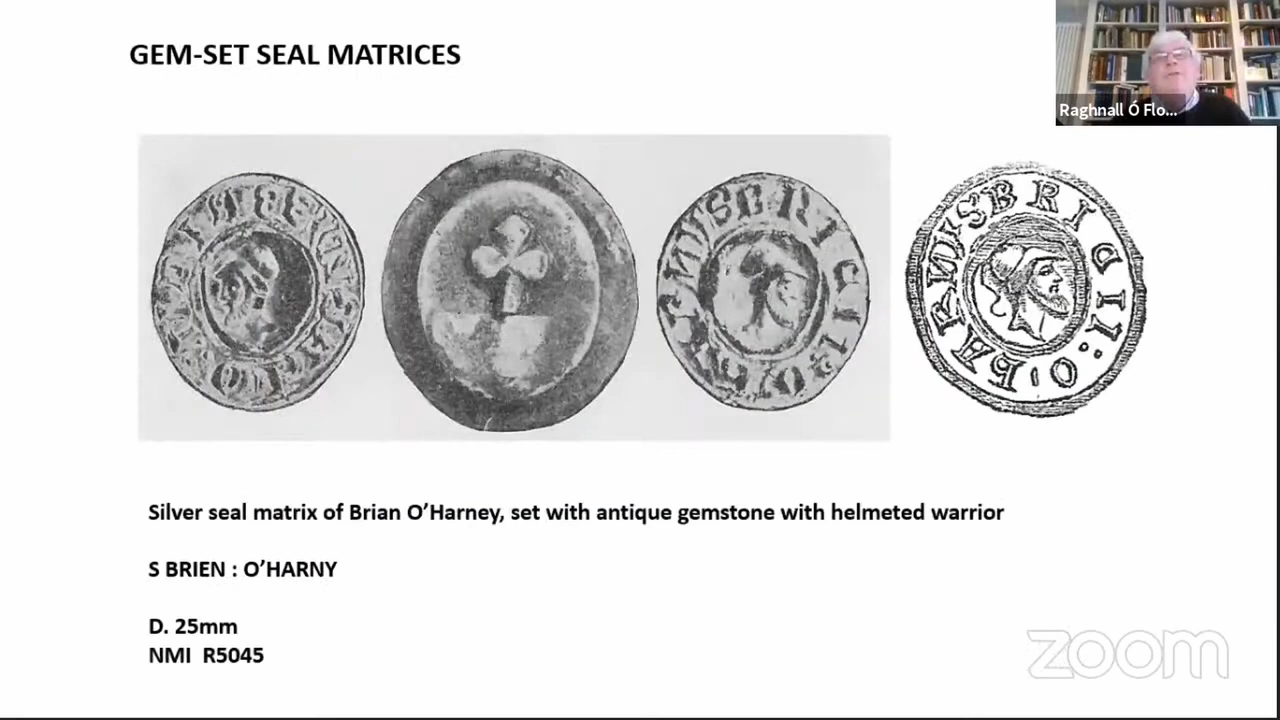 GEM-SET SEAL MATRICES
Raghnall Ó Flo...
Silver seal matrix of Brian O’Harney, set with antique gemstone with helmeted warrior
S BRIEN : O’HARNY
D. 25mm
NMI R5045
zoom